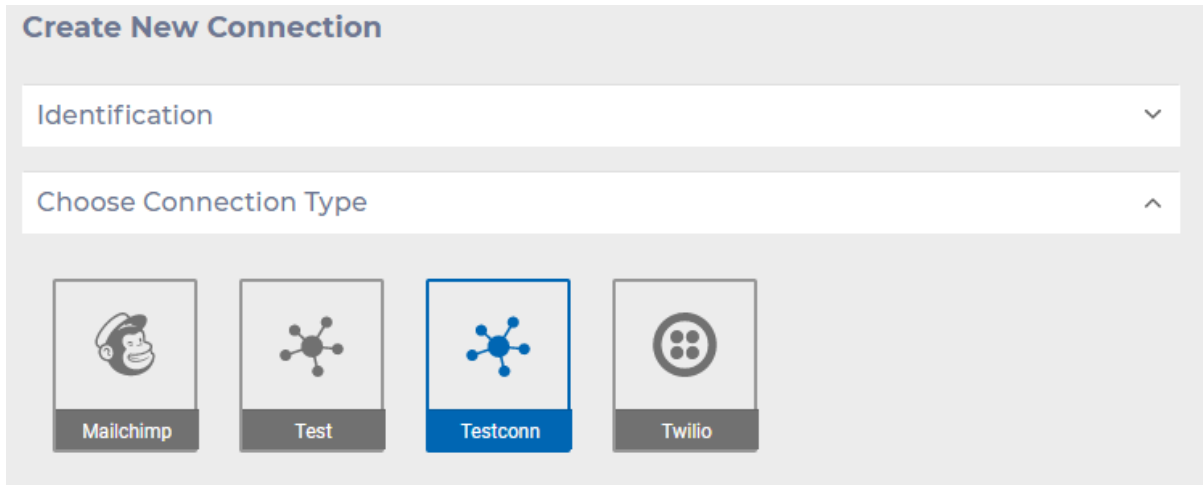 Create New Connection
Identification
Choose Connection Type
Mailchimp
Test
Testconn
Twilio